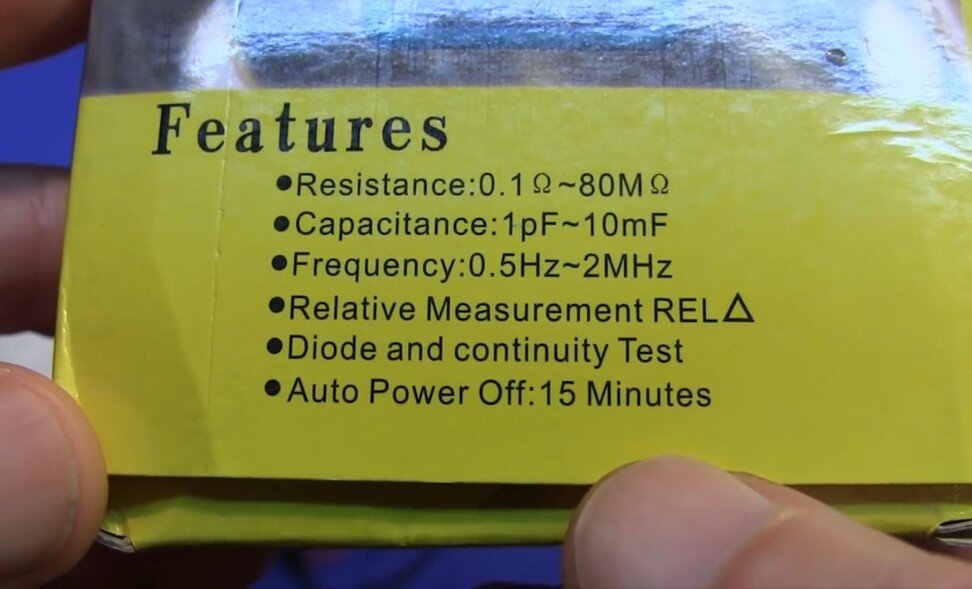 Features
●Resistance:0.1Ω~80MΩ
●Capacitance:1pF~10mF
●Frequency:0.5Hz~2MHz
●Relative Measurement REL△
●Diode and continuity Test
●Auto Power Off:15 Minutes